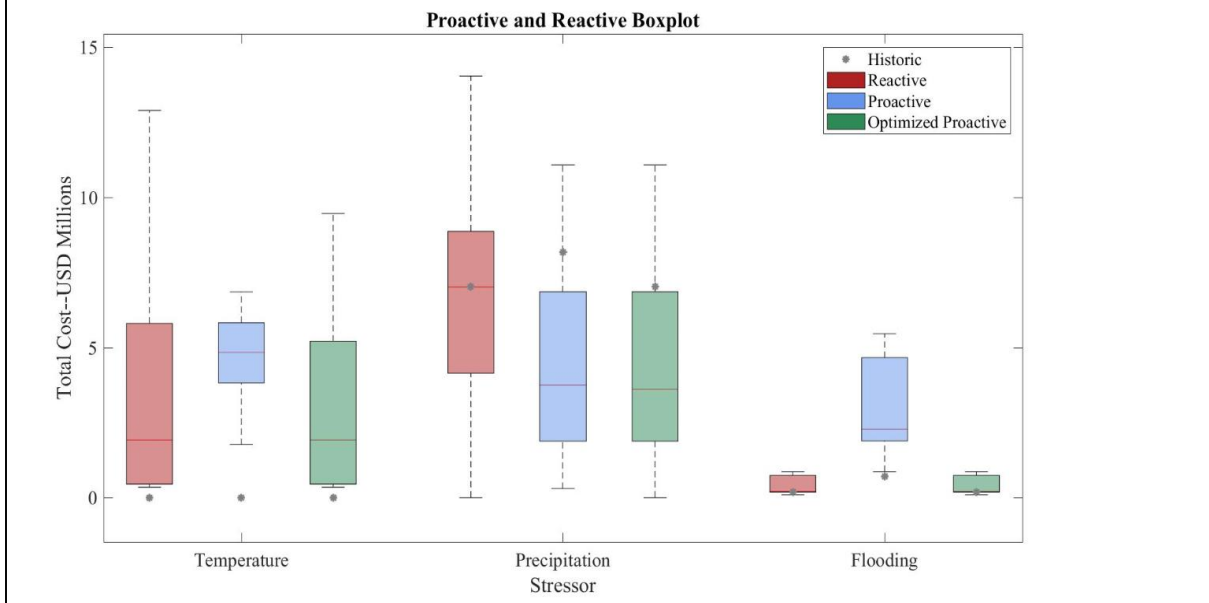 Proactive and Reactive Boxplot
15
10
5
0
Total Cost--USD Millions
Historic
Reactive
Proactive
Optimized Proactive
Temperature
Precipitation
Flooding
Stressor